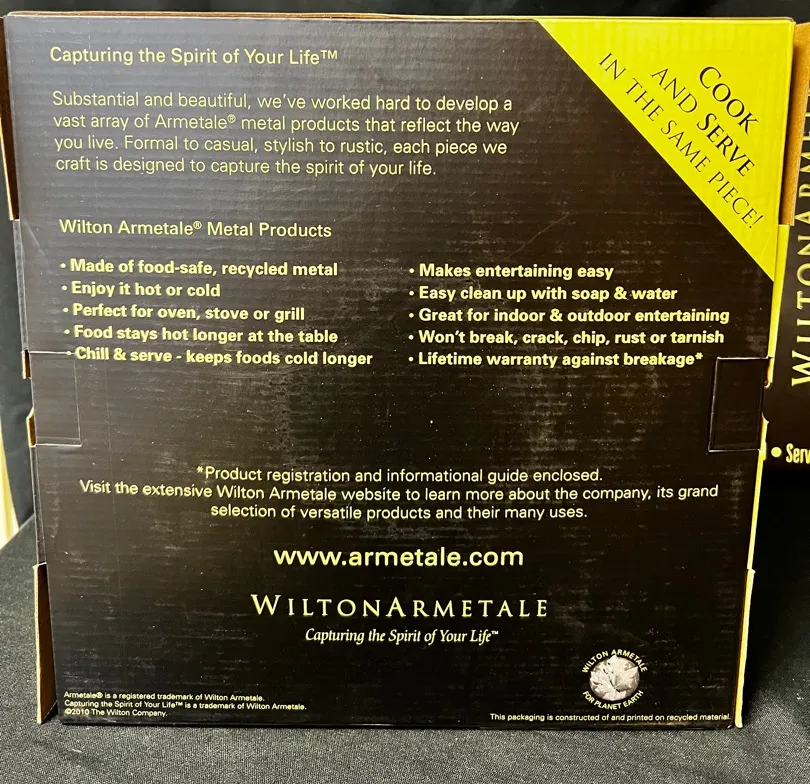 Capturing the Spirit of Your Life™
COOK
AND SERVE
IN THE SAME PIECE!
Substantial and beautiful, we've worked hard to develop a
vast array of Armetale® metal products that reflect the way
you live. Formal to casual, stylish to rustic, each piece we
craft is designed to capture the spirit of your life.
Wilton Armetale® Metal Products
• Made of food-safe, recycled metal
• Enjoy it hot or cold
• Perfect for oven, stove or grill
• Food stays hot longer at the table
• Chill & serve - keeps foods cold longer
• Makes entertaining easy
• Easy clean up with soap & water
• Great for indoor & outdoor entertaining
• Won't break, crack, chip, rust or tarnish
• Lifetime warranty against breakage*
*Product registration and informational guide enclosed.
Visit the extensive Wilton Armetale website to learn more about the company, its grand
selection of versatile products and their many uses.
www.armetale.com
WILTONARMETALE
Capturing the Spirit of Your Life™
WILTON ARMETALE
FOR PLANET EARTH
Armetale® is a registered trademark of Wilton Armetale.
Capturing the Spirit of Your Life™ is a trademark of Wilton Armetale.
©2010 The Wilton Company.
This packaging is constructed of and printed on recycled material.
WILTONARM
• Serv